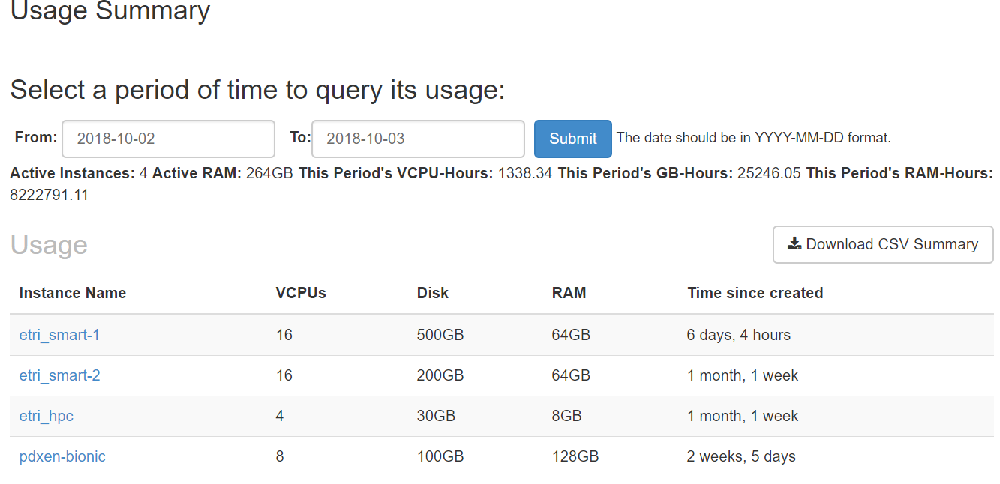 Usage Summary
Select a period of time to query its usage:
From: 2018-10-02 To: 2018-10-03 Submit The date should be in YYYY-MM-DD format.
Active Instances: 4 Active RAM: 264GB This Period's VCPU-Hours: 1338.34 This Period's GB-Hours: 25246.05 This Period's RAM-Hours:
8222791.11
Usage Download CSV Summary
Instance Name VCPUs Disk RAM Time since created
etri_smart-1 16 500GB 64GB 6 days, 4 hours
etri_smart-2 16 200GB 64GB 1 month, 1 week
etri_hpc 4 30GB 8GB 1 month, 1 week
pdxen-bionic 8 100GB 128GB 2 weeks, 5 days